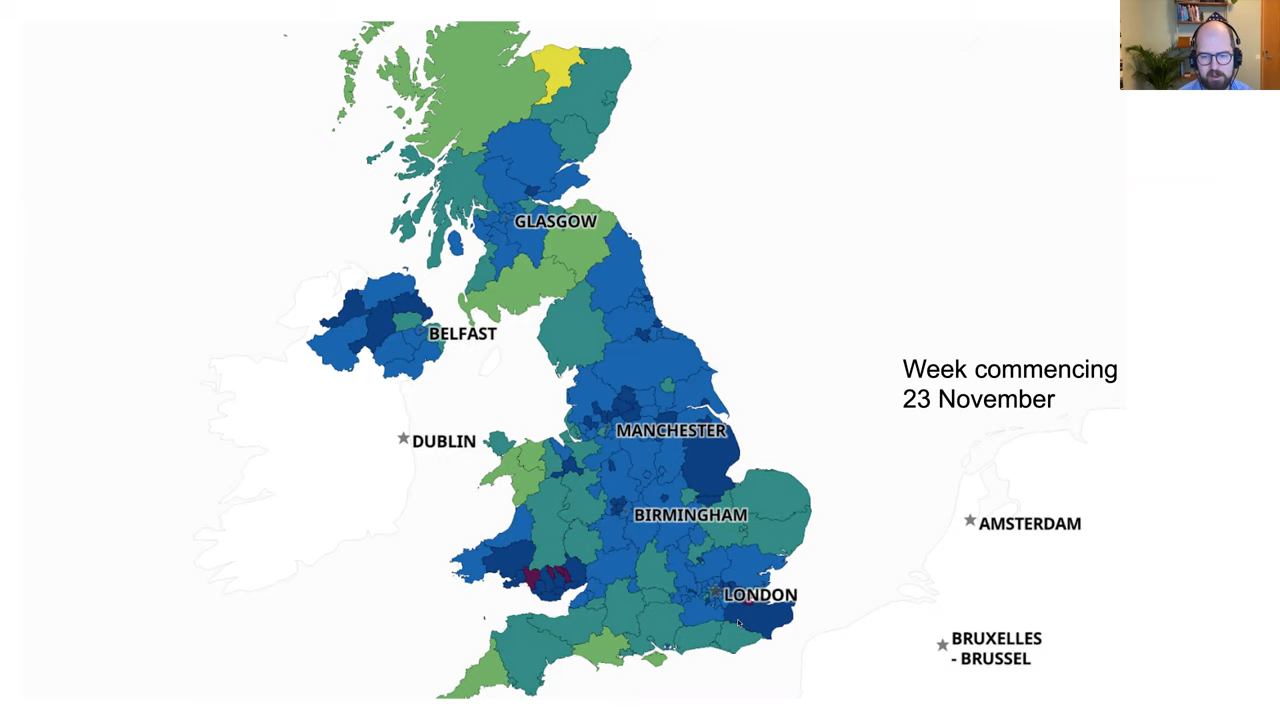 GLASGOW
BELFAST
Week commencing
23 November
MANCHESTER
DUBLIN
BIRMINGHAM
AMSTERDAM
LONDON
BRUXELLES
- BRUSSEL